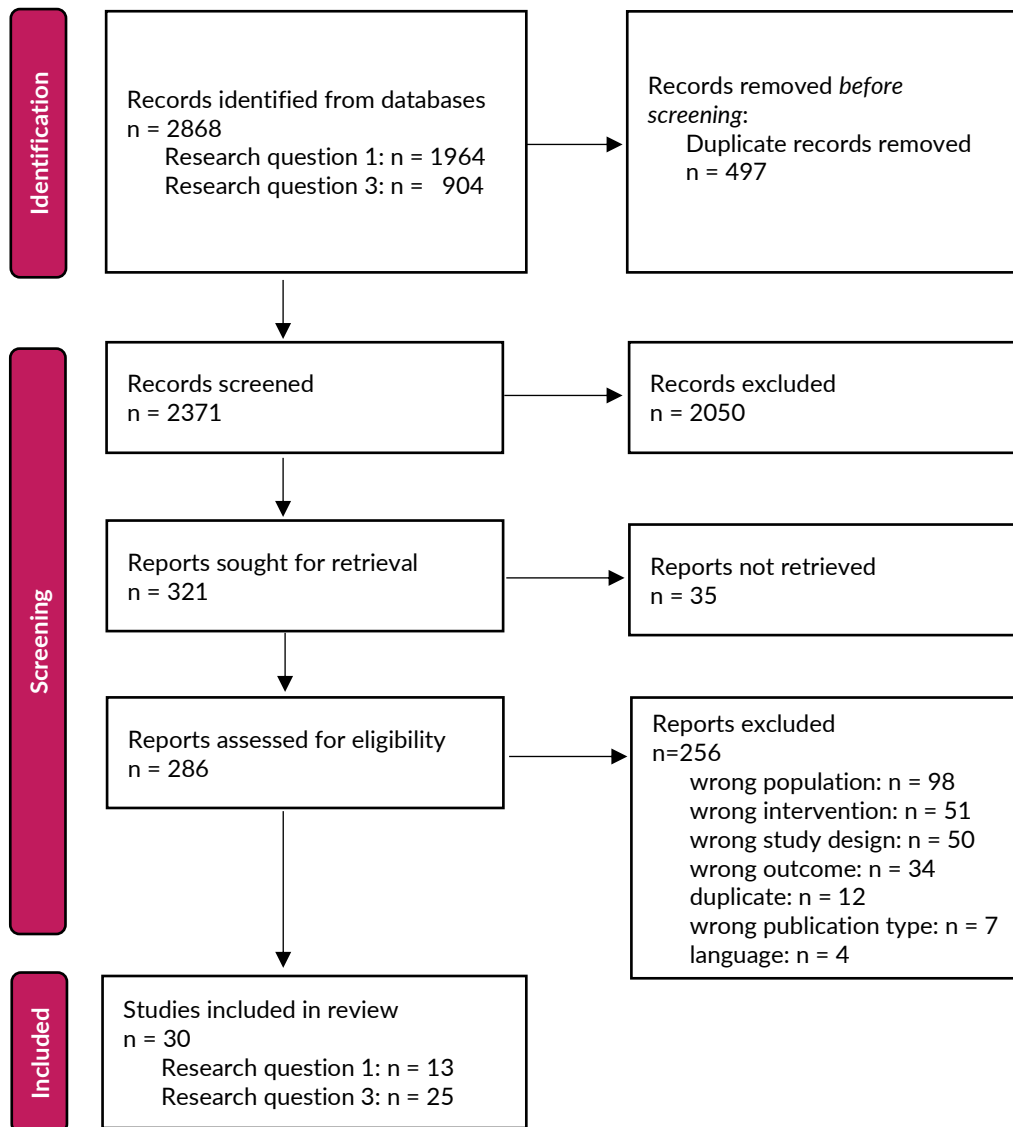 Identification
Records identified from databases
n = 2868
Research question 1: n = 1964
Research question 3: n = 904
Records removed before
screening:
Duplicate records removed
n = 497
Screening
Records screened
n = 2371
Records excluded
n = 2050
Reports sought for retrieval
n = 321
Reports not retrieved
n = 35
Reports assessed for eligibility
n = 286
Reports excluded
n=256
wrong population: n = 98
wrong intervention: n = 51
wrong study design: n = 50
wrong outcome: n = 34
duplicate: n = 12
wrong publication type: n = 7
language: n = 4
Included
Studies included in review
n = 30
Research question 1: n = 13
Research question 3: n = 25